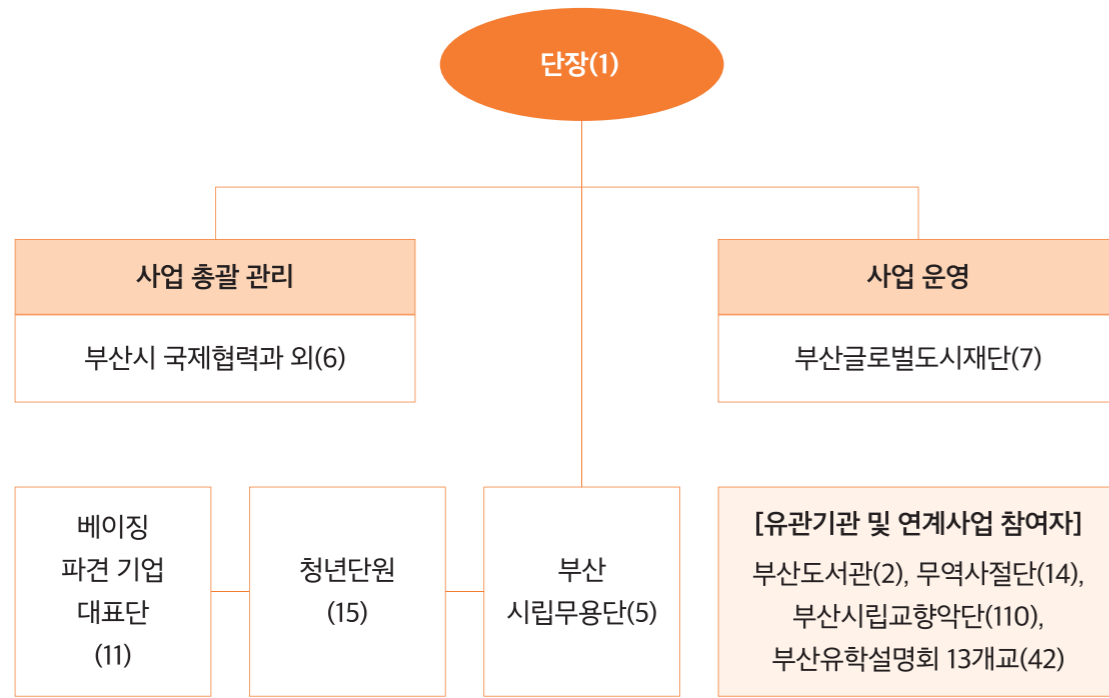 단장(1)
사업 총괄 관리
부산시 국제협력과 외(6)
사업 운영
부산글로벌도시재단(7)
베이징
파견 기업
대표단
(11)
청년단원
(15)
부산
시립무용단(5)
[유관기관 및 연계사업 참여자]
부산도서관(2), 무역사절단(14),
부산시립교향악단(110),
부산유학설명회 13개교(42)